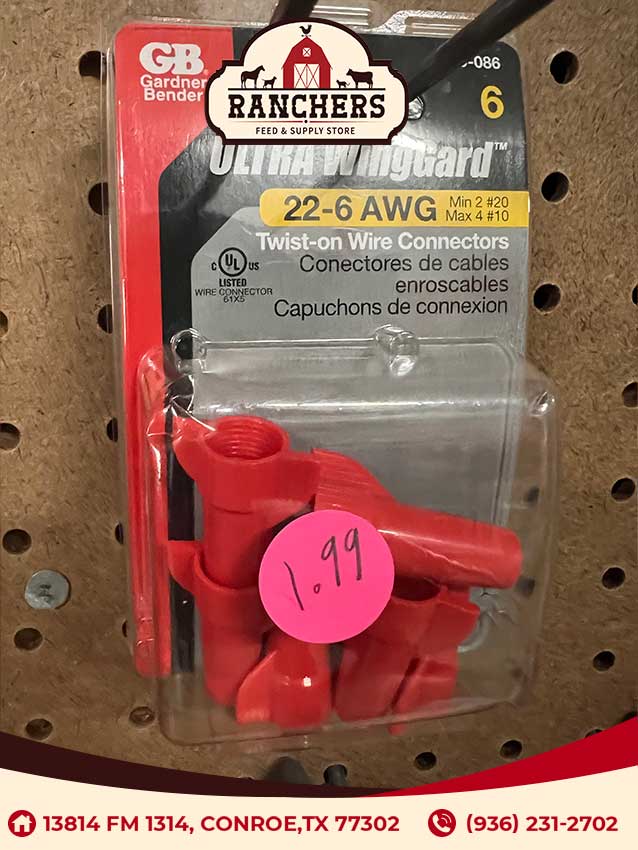 GB
Gardner
Bender
RANCHERS
FEED & SUPPLY STORE
-086
6
ULTRA WingGard™
22-6 AWG
Min 2 #20
Max 4 #10
Twist-on Wire Connectors
Conectores de cables
enroscables
Capuchons de connexion
C UL US
LISTED
WIRE CONNECTOR
61X5
1.99
13814 FM 1314, CONROE,TX 77302
(936) 231-2702